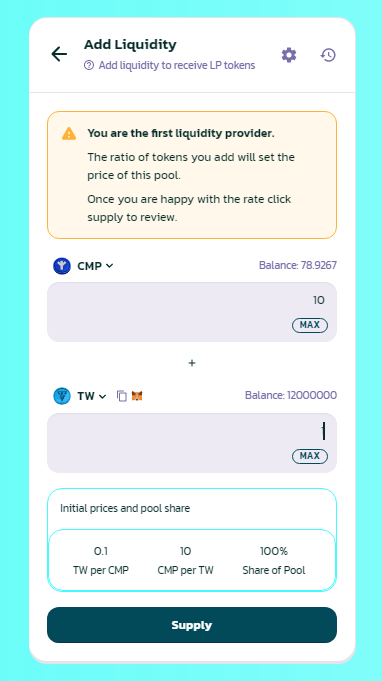 Add Liquidity
Add liquidity to receive LP tokens
You are the first liquidity provider.
The ratio of tokens you add will set the
price of this pool.
Once you are happy with the rate click
supply to review.
CMP
Balance: 78.9267
10
MAX
+
TW
Balance: 12000000
1
MAX
Initial prices and pool share
0.1
10
100%
TW per CMP
CMP per TW
Share of Pool
Supply